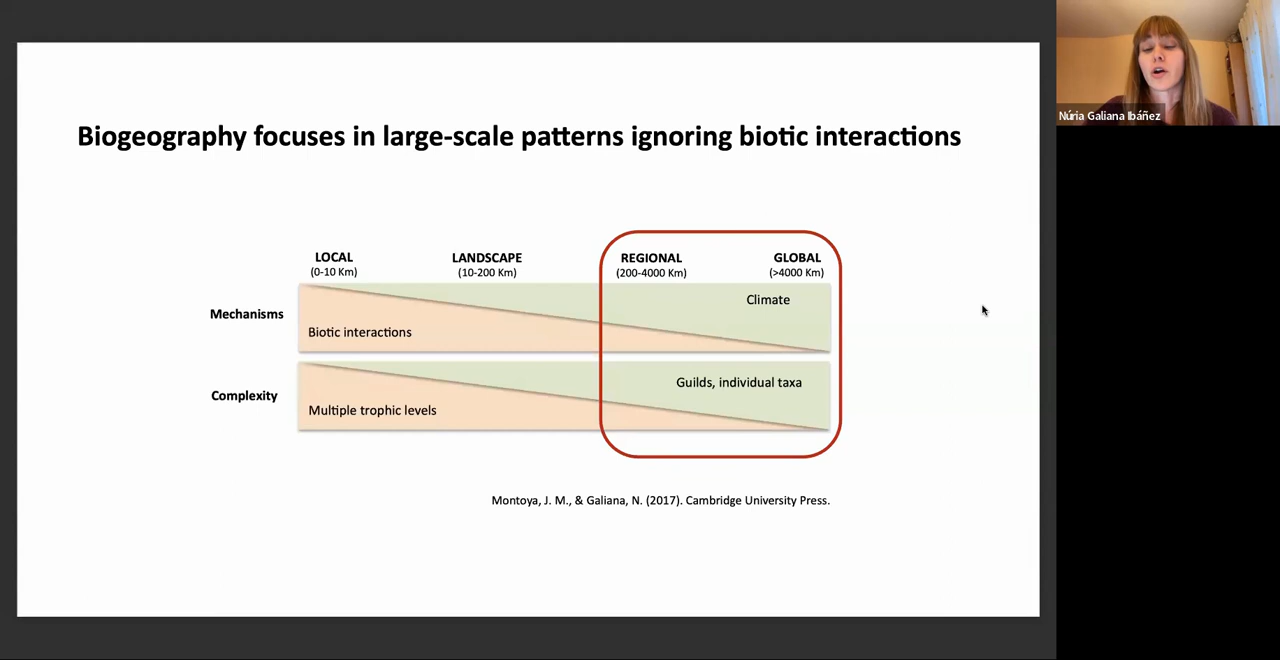 Biogeography focuses in large-scale patterns ignoring biotic interactions
LOCAL
(0-10 Km)
LANDSCAPE
(10-200 Km)
REGIONAL
(200-4000 Km)
GLOBAL
(>4000 Km)
Mechanisms
Climate
Biotic interactions
Complexity
Guilds, individual taxa
Multiple trophic levels
Montoya, J. M., & Galiana, N. (2017). Cambridge University Press.
Núria Galiana Ibáñez